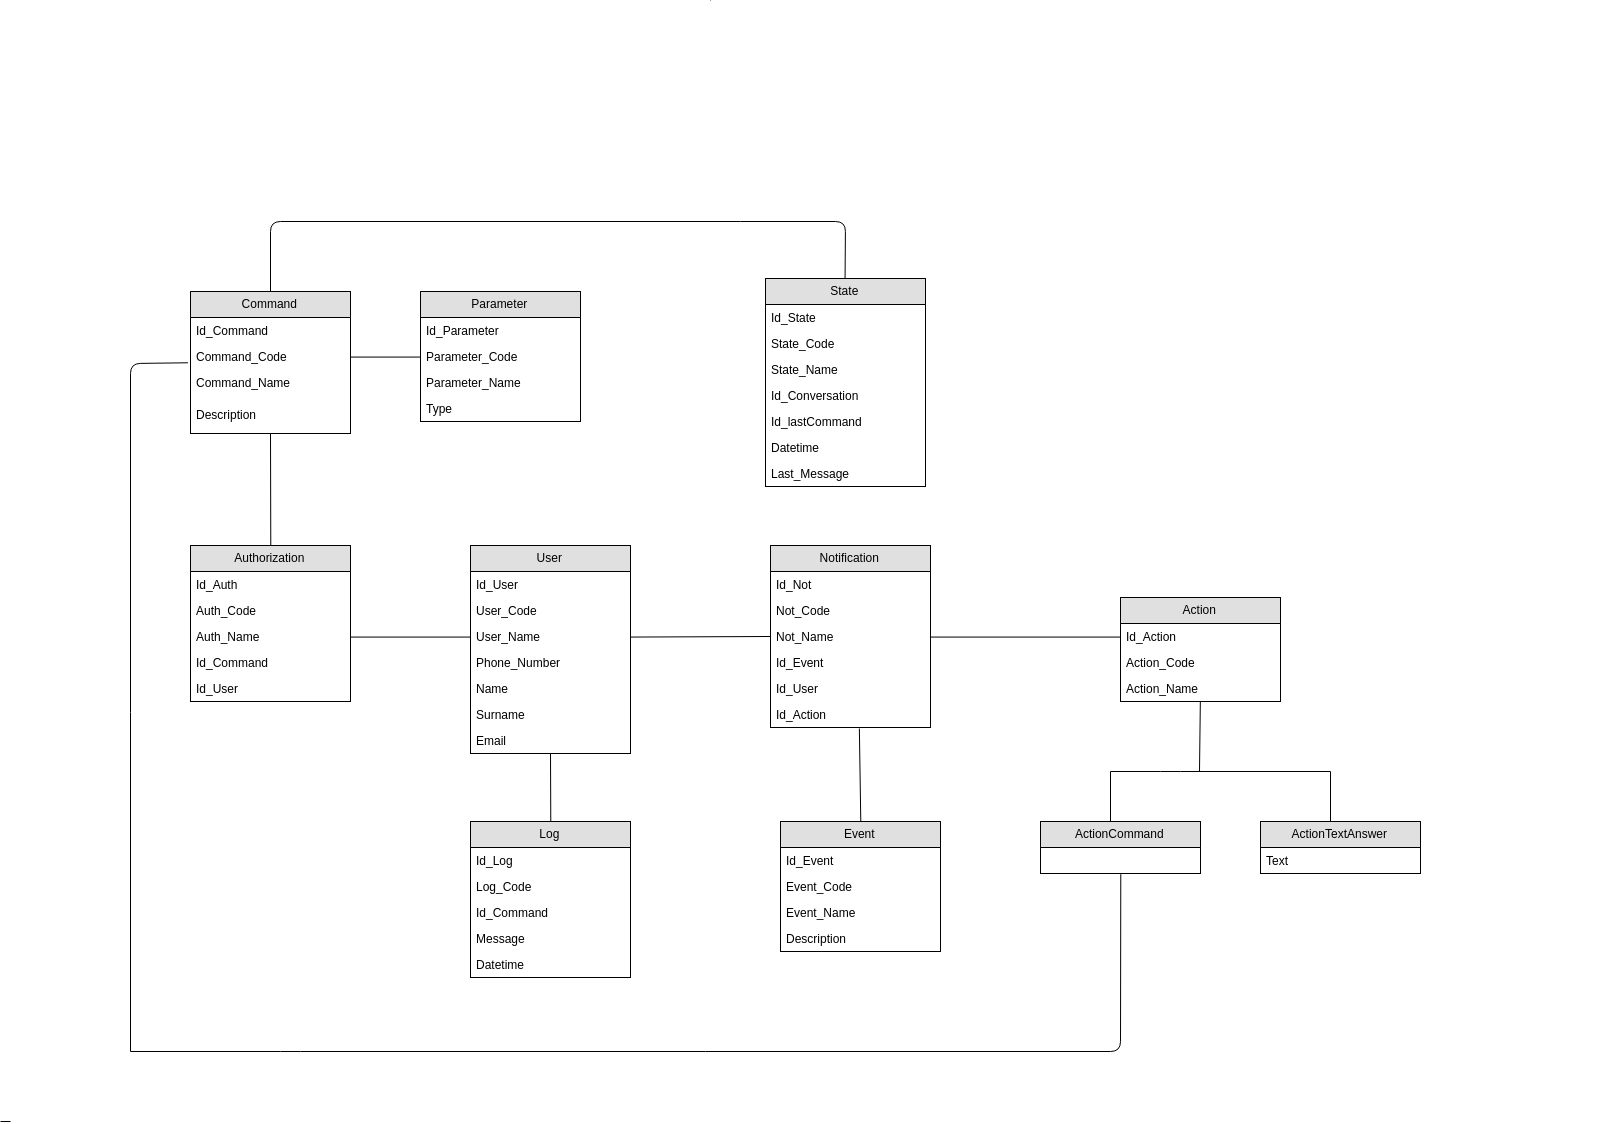 Command
Id_Command
Command_Code
Command_Name
Description
Parameter
Id_Parameter
Parameter_Code
Parameter_Name
Type
State
Id_State
State_Code
State_Name
Id_Conversation
Id_lastCommand
Datetime
Last_Message
Authorization
Id_Auth
Auth_Code
Auth_Name
Id_Command
Id_User
User
Id_User
User_Code
User_Name
Phone_Number
Name
Surname
Email
Notification
Id_Not
Not_Code
Not_Name
Id_Event
Id_User
Id_Action
Action
Id_Action
Action_Code
Action_Name
Log
Id_Log
Log_Code
Id_Command
Message
Datetime
Event
Id_Event
Event_Code
Event_Name
Description
ActionCommand
ActionTextAnswer
Text